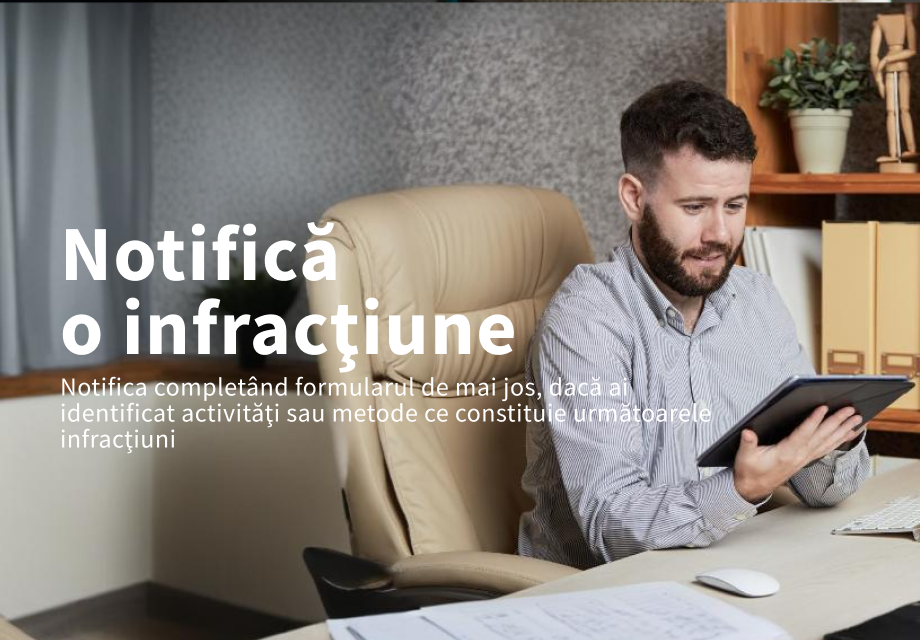 Notifică
o infracţiune
Notifica completând formularul de mai jos, dacă ai
identificat activităţi sau metode ce constituie următoarele
infracţiuni